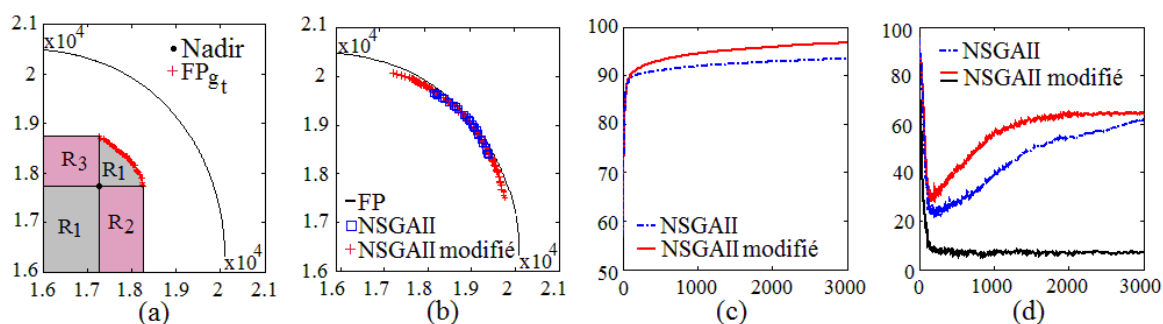 2.1
x10⁴
2
1.9
1.8
1.7
1.6
Nadir
FPgt
R3
R1
R1
R2
x10⁴
1.6 1.7 1.8 1.9 2 2.1
(a)
2.1
x10⁴
2
1.9
1.8
1.7
1.6
FP
NSGAII
NSGAII modifié
x10⁴
1.6 1.7 1.8 1.9 2 2.1
(b)
100
90
80
70
60
50
NSGAII
NSGAII modifié
0 1000 2000 3000
(c)
100
80
60
40
20
0
NSGAII
NSGAII modifié
0 1000 2000 3000
(d)